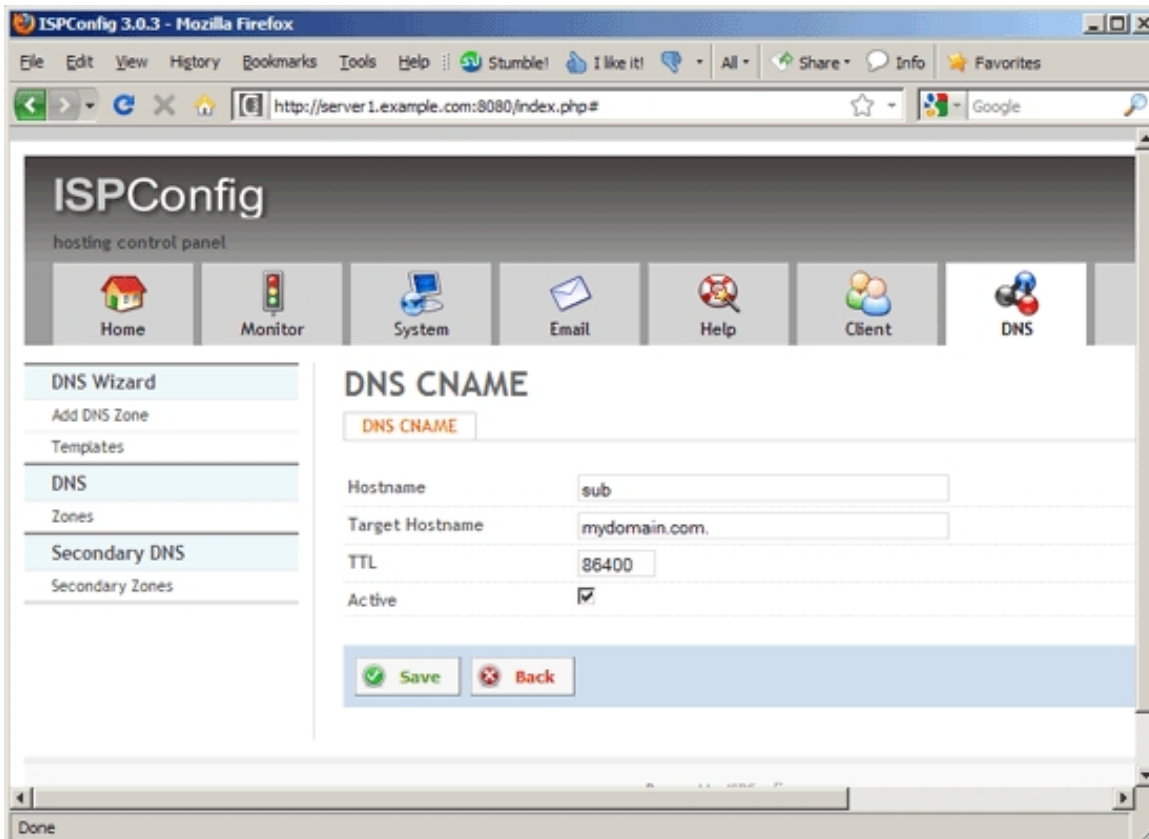 ISPConfig 3.0.3 - Mozilla Firefox
File Edit View History Bookmarks Tools Help Stumble! I like it! All Share Info Favorites
http://server1.example.com:8080/index.php# Google
ISPConfig
hosting control panel
Home Monitor System Email Help Client DNS
DNS Wizard
Add DNS Zone
Templates
DNS
Zones
Secondary DNS
Secondary Zones
DNS CNAME
DNS CNAME
Hostname sub
Target Hostname mydomain.com.
TTL 86400
Active
Save Back
Done